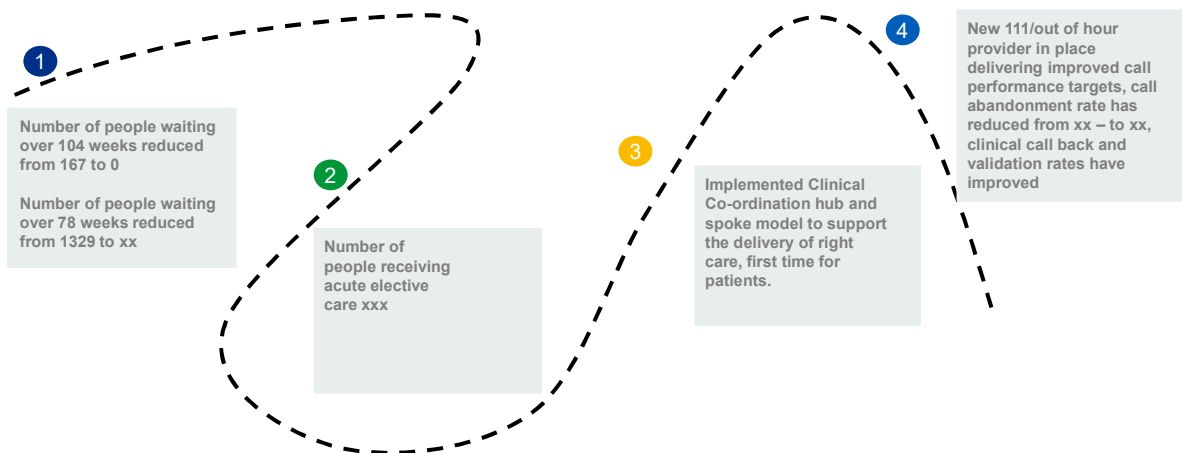 1
Number of people waiting
over 104 weeks reduced
from 167 to 0
Number of people waiting
over 78 weeks reduced
from 1329 to xx
2
Number of
people receiving
acute elective
care xxx
3
Implemented Clinical
Co-ordination hub and
spoke model to support
the delivery of right
care, first time for
patients.
4
New 111/out of hour
provider in place
delivering improved call
performance targets, call
abandonment rate has
reduced from xx – to xx,
clinical call back and
validation rates have
improved